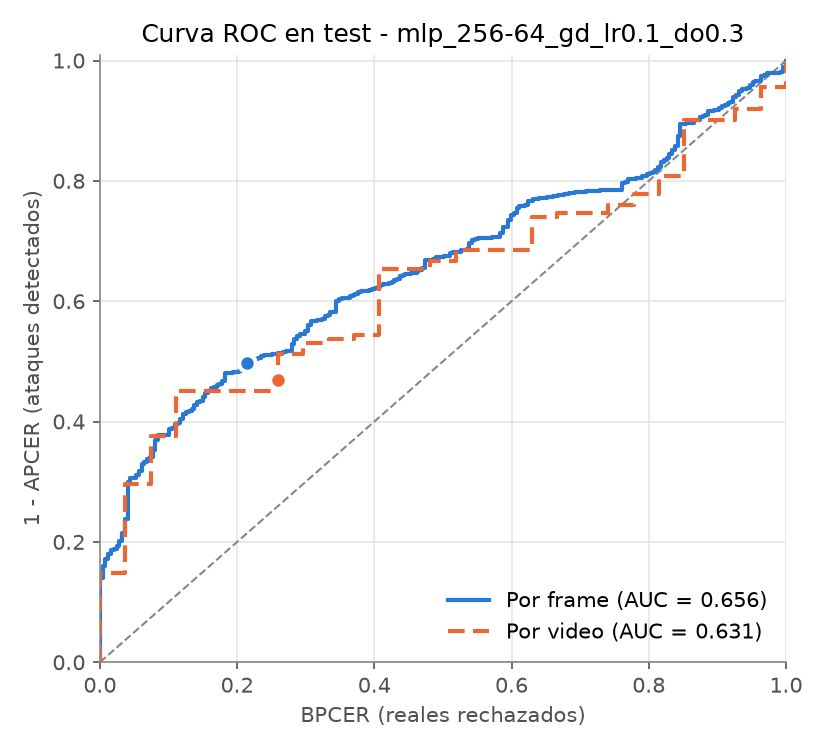 Curva ROC en test - mlp_256-64_gd_lr0.1_do0.3
1 - APCER (ataques detectados)
1.0
0.8
0.6
0.4
0.2
0.0
Por frame (AUC = 0.656)
Por video (AUC = 0.631)
0.0 0.2 0.4 0.6 0.8 1.0
BPCER (reales rechazados)